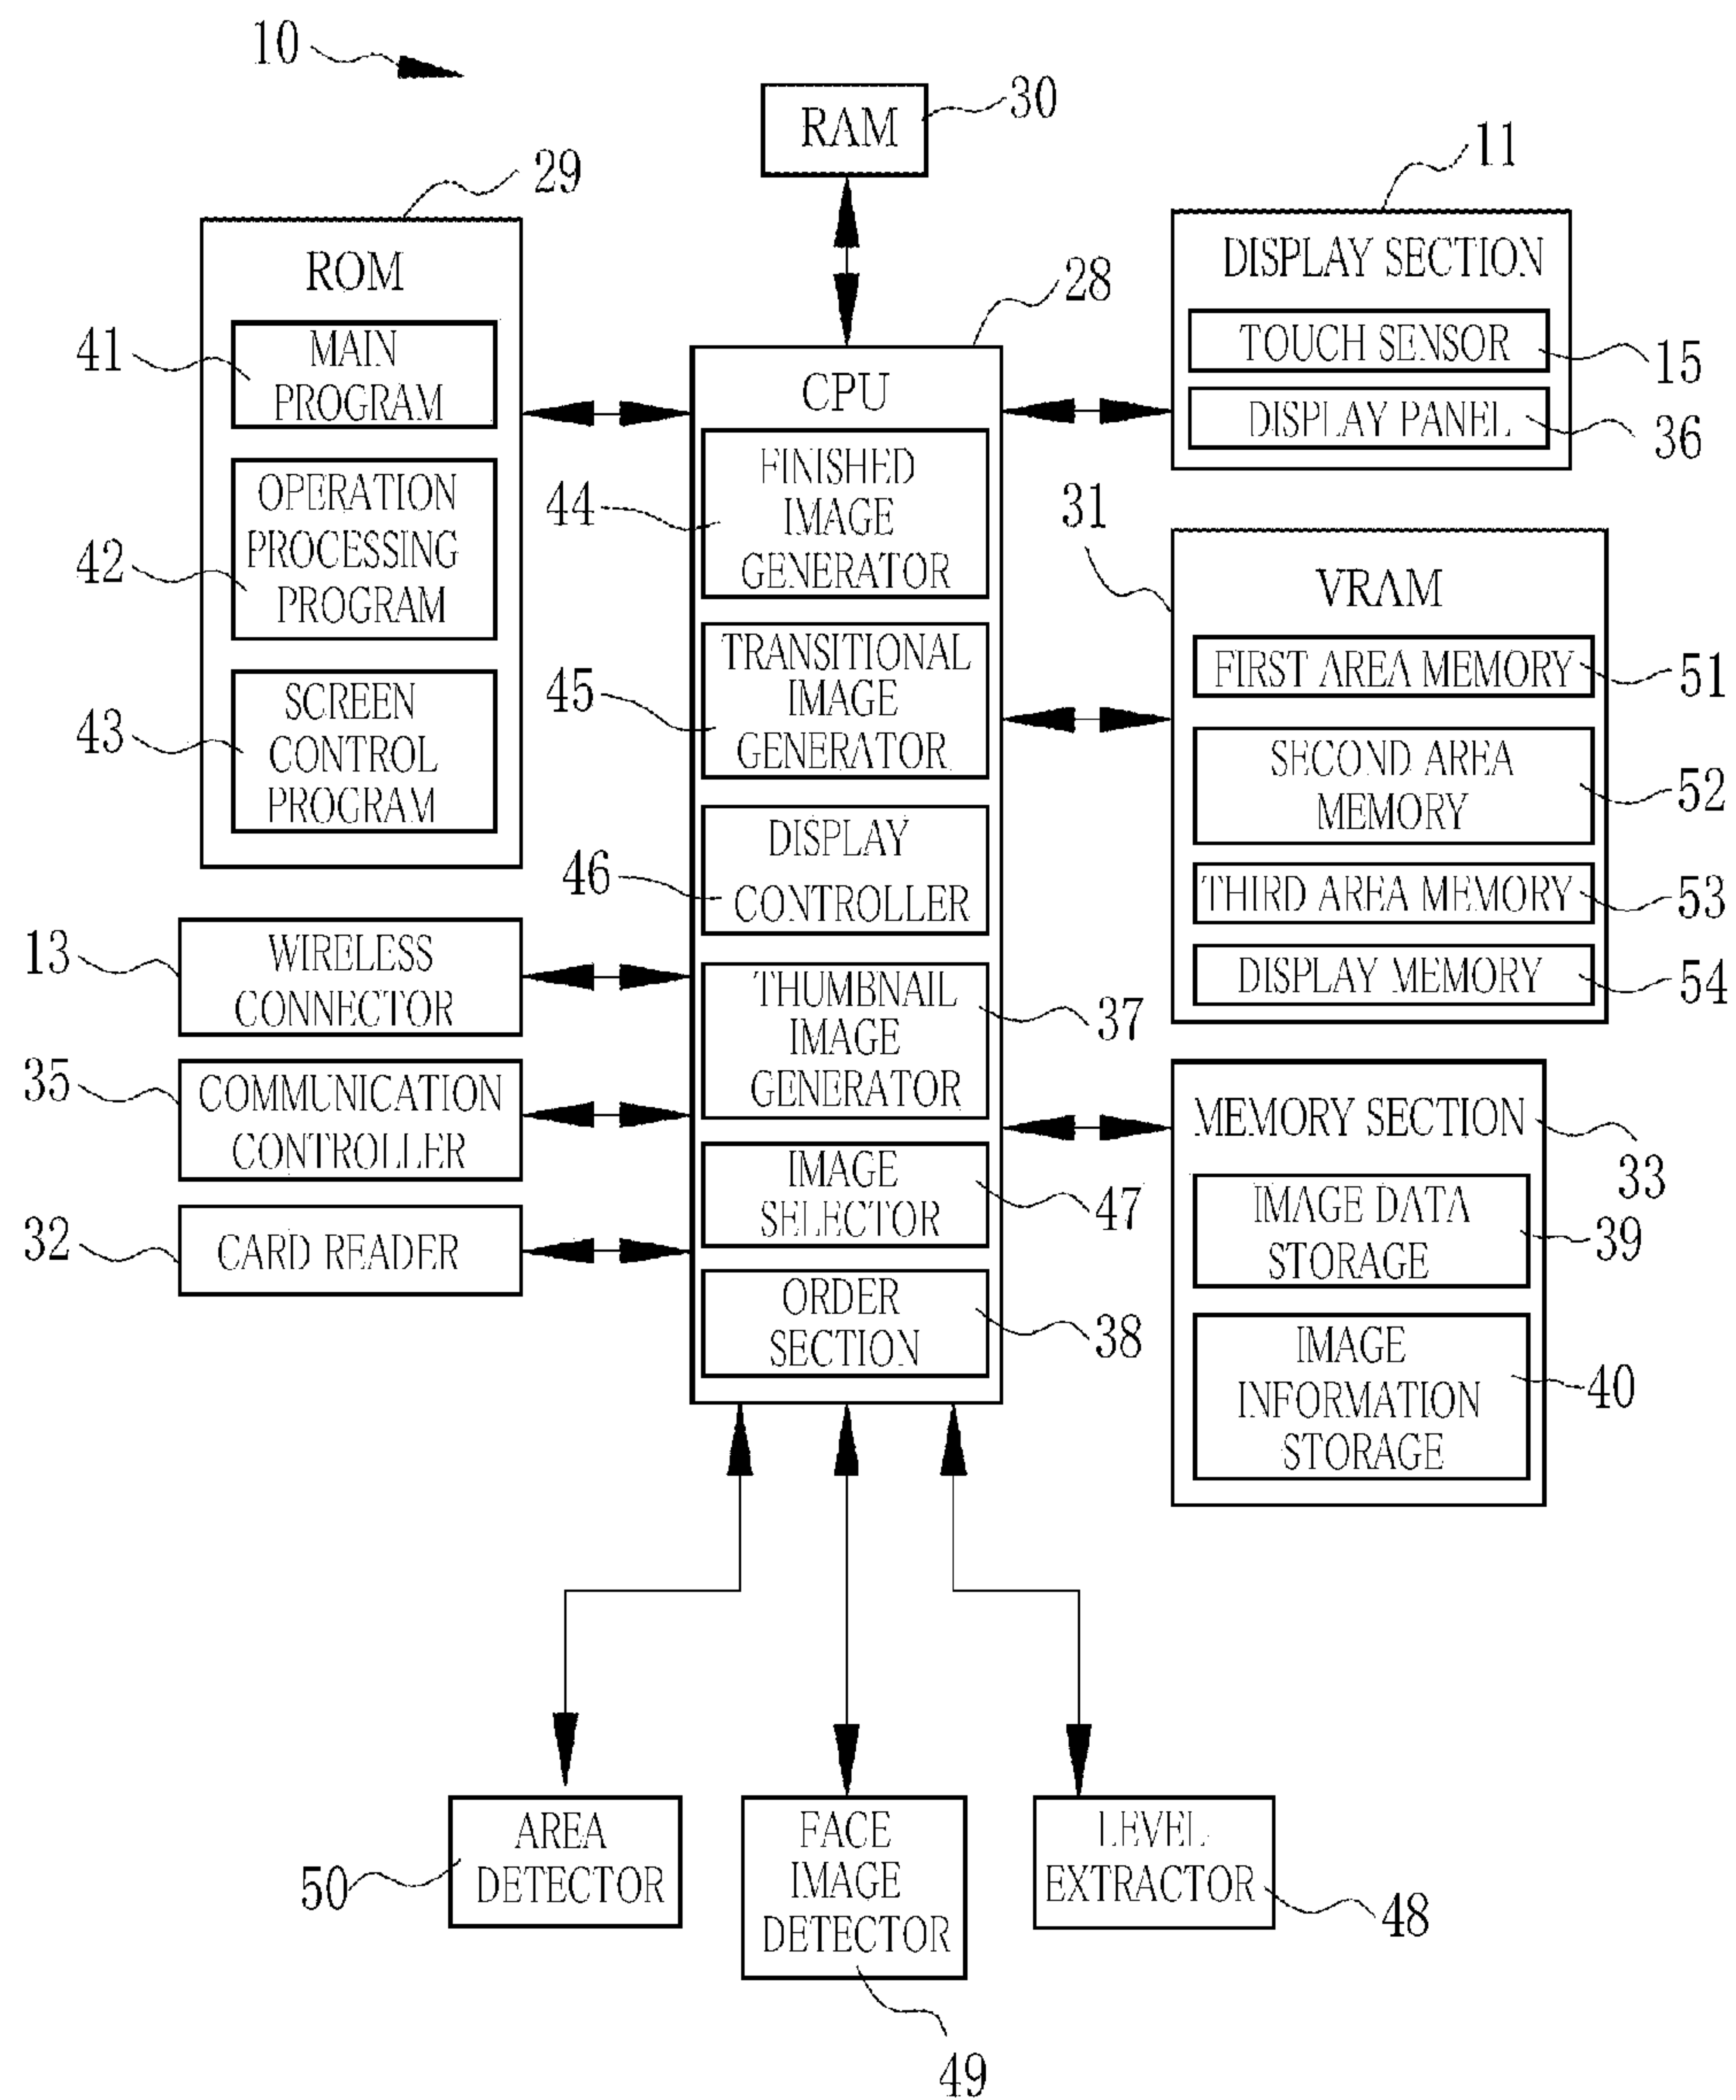 10
RAM
30
29
ROM
41
MAIN
PROGRAM
42
OPERATION
PROCESSING
PROGRAM
43
SCREEN
CONTROL
PROGRAM
13
WIRELESS
CONNECTOR
35
COMMUNICATION
CONTROLLER
32
CARD READER
28
CPU
44
FINISHED
IMAGE
GENERATOR
45
TRANSITIONAL
IMAGE
GENERATOR
46
DISPLAY
CONTROLLER
THUMBNAIL
IMAGE
GENERATOR
37
IMAGE
SELECTOR
47
ORDER
SECTION
38
11
DISPLAY SECTION
TOUCH SENSOR
15
DISPLAY PANEL
36
31
VRAM
FIRST AREA MEMORY
51
SECOND AREA
MEMORY
52
THIRD AREA MEMORY
53
DISPLAY MEMORY
54
MEMORY SECTION
33
IMAGE DATA
STORAGE
39
IMAGE
INFORMATION
STORAGE
40
AREA
DETECTOR
50
FACE
IMAGE
DETECTOR
49
LEVEL
EXTRACTOR
48